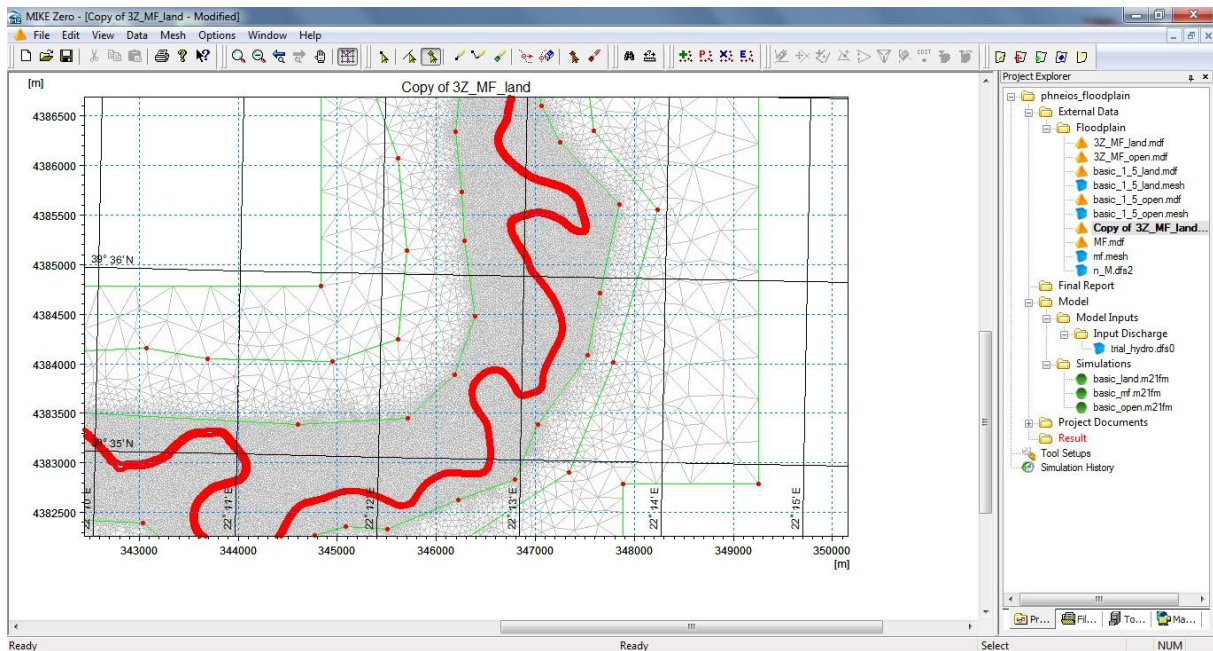 MIKE Zero - [Copy of 3Z_MF_land - Modified]
File Edit View Data Mesh Options Window Help
EDIT
[m]
Copy of 3Z_MF_land
4386500
4386000
4385500
4385000
4384500
4384000
4383500
4383000
4382500
39° 36' N
39° 35' N
22° 10' E
22° 11' E
22° 12' E
22° 13' E
22° 14' E
22° 15' E
343000 344000 345000 346000 347000 348000 349000 350000
[m]
Project Explorer
phneios_floodplain
External Data
Floodplain
3Z_MF_land.mdf
3Z_MF_open.mdf
basic_1_5_land.mdf
basic_1_5_land.mesh
basic_1_5_open.mdf
basic_1_5_open.mesh
Copy of 3Z_MF_land...
MF.mdf
mf.mesh
n_M.dfs2
Final Report
Model
Model Inputs
Input Discharge
trial_hydro.dfs0
Simulations
basic_land.m21fm
basic_mf.m21fm
basic_open.m21fm
Project Documents
Result
Tool Setups
Simulation History
Pr... Fil... To... Ma...
Ready Ready Select NUM